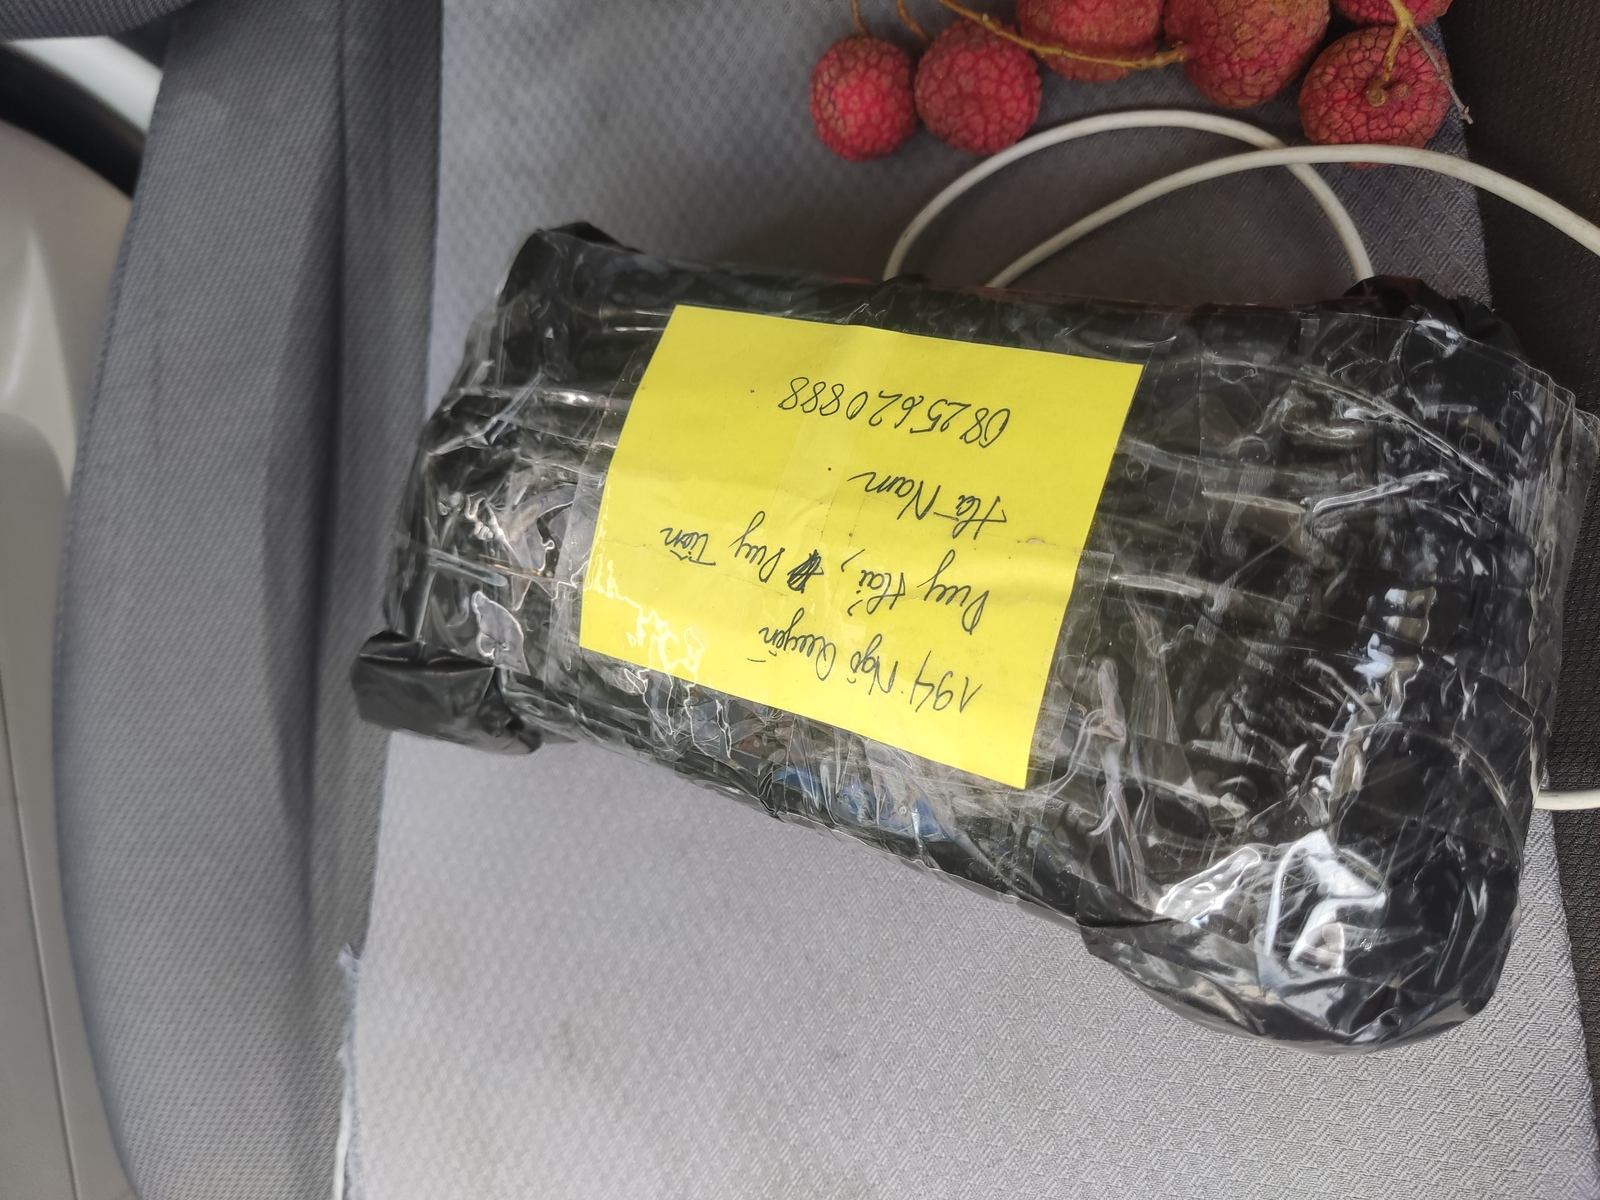 194 Ngô Quyền
Duy Hải, Duy Tiên
Hà Nam
0825620888